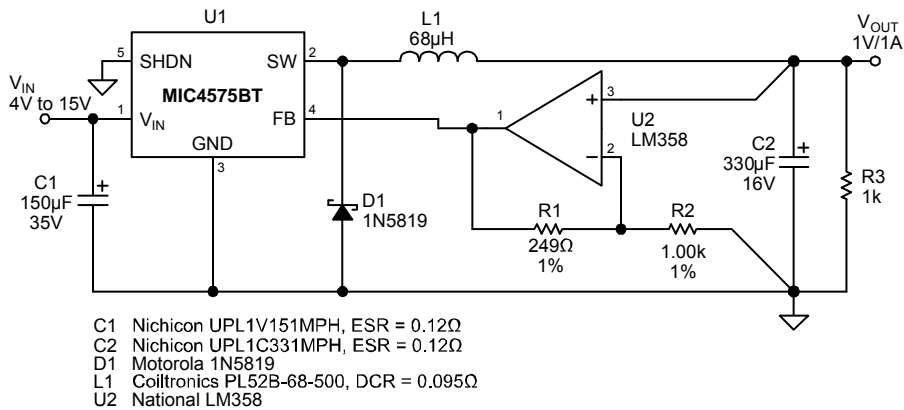 U1
L1
68µH
VOUT
1V/1A
5
SHDN
SW
2
VIN
4V to 15V
MIC4575BT
1
VIN
FB
4
GND
3
1
+
3
U2
LM358
–
2
C1
150µF
35V
+
D1
1N5819
R1
249Ω
1%
R2
1.00k
1%
C2
330µF
16V
+
R3
1k
C1 Nichicon UPL1V151MPH, ESR = 0.12Ω
C2 Nichicon UPL1C331MPH, ESR = 0.12Ω
D1 Motorola 1N5819
L1 Coiltronics PL52B-68-500, DCR = 0.095Ω
U2 National LM358